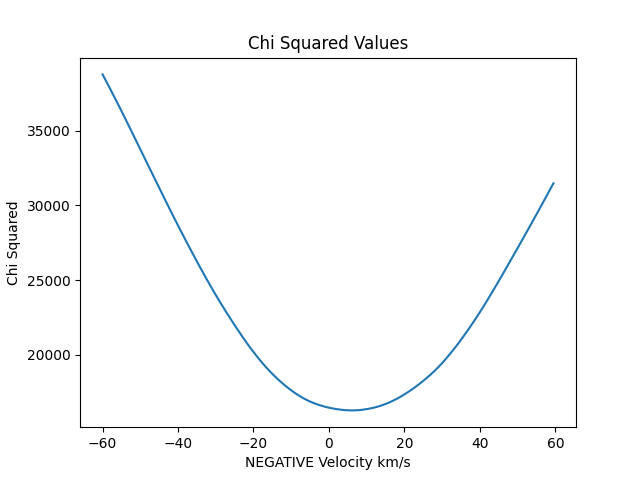 Chi Squared Values
Chi Squared
35000
30000
25000
20000
−60 −40 −20 0 20 40 60
NEGATIVE Velocity km/s